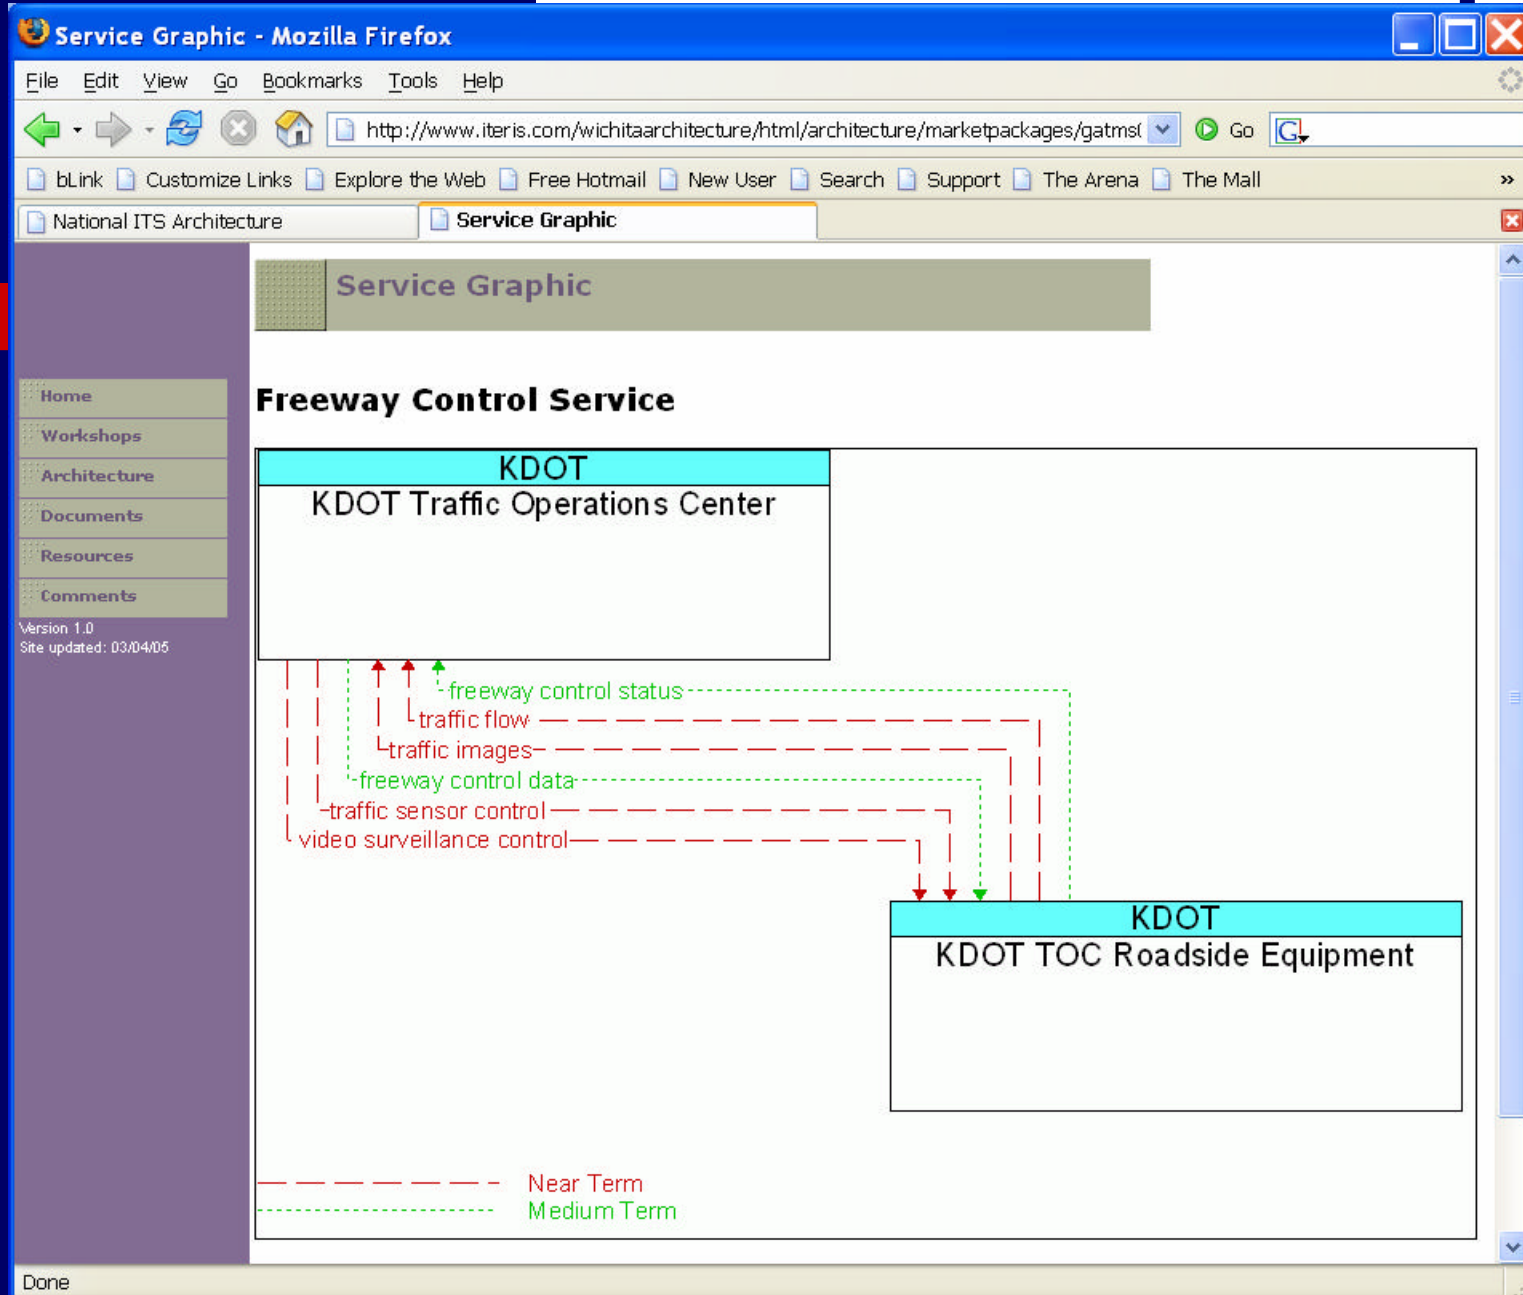 Service Graphic - Mozilla Firefox
File Edit View Go Bookmarks Tools Help
http://www.iteris.com/wichitaarchitecture/html/architecture/marketpackages/gatms( Go G
bLink Customize Links Explore the Web Free Hotmail New User Search Support The Arena The Mall »
National ITS Architecture Service Graphic
Service Graphic
Home
Workshops
Architecture
Documents
Resources
Comments
Version 1.0
Site updated: 03/04/05
Freeway Control Service
KDOT
KDOT Traffic Operations Center
freeway control status
traffic flow
traffic images
freeway control data
traffic sensor control
video surveillance control
KDOT
KDOT TOC Roadside Equipment
Near Term
Medium Term
Done